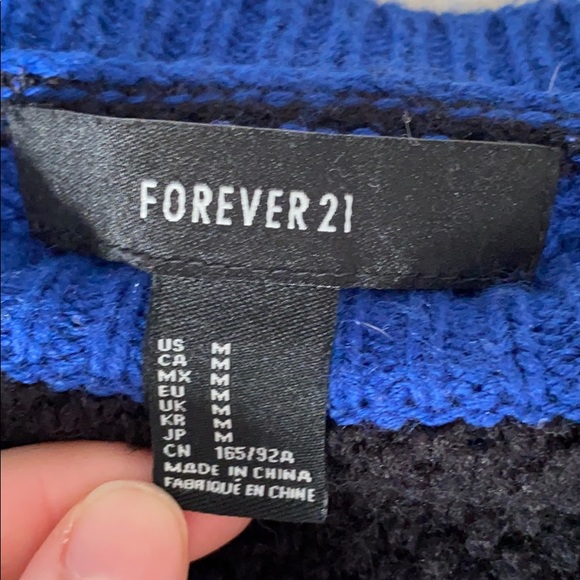 FOREVER 21
US M
CA M
MX M
EU M
UK M
KR M
JP M
CN 165/92A
MADE IN CHINA
FABRIQUÉ EN CHINE